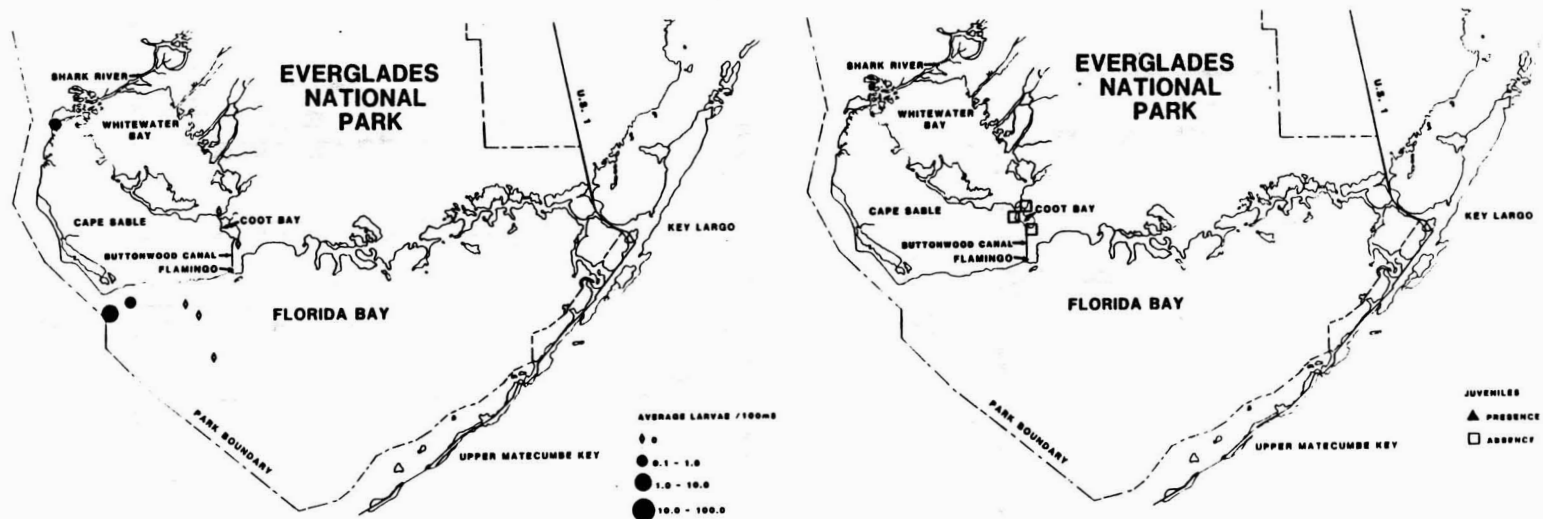 SHARK RIVER
EVERGLADES
NATIONAL
PARK
U.S. 1
WHITEWATER
BAY
CAPE SABLE
COOT BAY
KEY LARGO
BUTTONWOOD CANAL
FLAMINGO
FLORIDA BAY
PARK BOUNDARY
UPPER MATECUMBE KEY
AVERAGE LARVAE /100m3
0
0.1 - 1.0
1.0 - 10.0
10.0 - 100.0
SHARK RIVER
EVERGLADES
NATIONAL
PARK
U.S. 1
WHITEWATER
BAY
CAPE SABLE
COOT BAY
KEY LARGO
BUTTONWOOD CANAL
FLAMINGO
FLORIDA BAY
PARK BOUNDARY
UPPER MATECUMBE KEY
JUVENILES
PRESENCE
ABSENCE